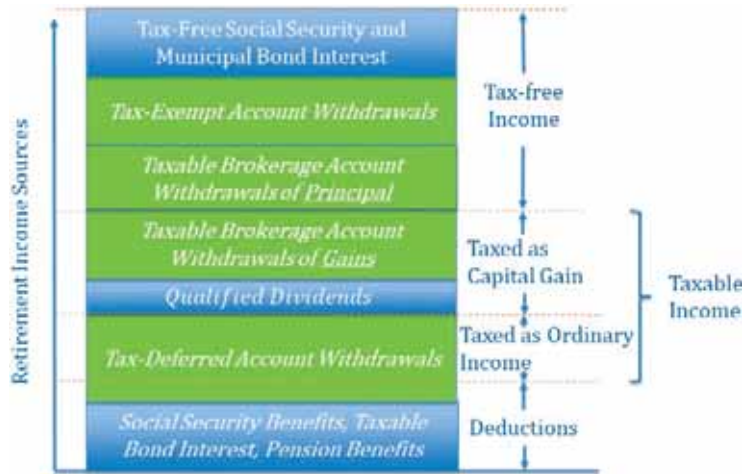 Retirement Income Sources
Tax-Free Social Security and
Municipal Bond Interest
Tax-Exempt Account Withdrawals
Taxable Brokerage Account
Withdrawals of Principal
Taxable Brokerage Account
Withdrawals of Gains
Qualified Dividends
Tax-Deferred Account Withdrawals
Social Security Benefits, Taxable
Bond Interest, Pension Benefits
Tax-free
Income
Taxed as
Capital Gain
Taxed as Ordinary
Income
Deductions
Taxable
Income